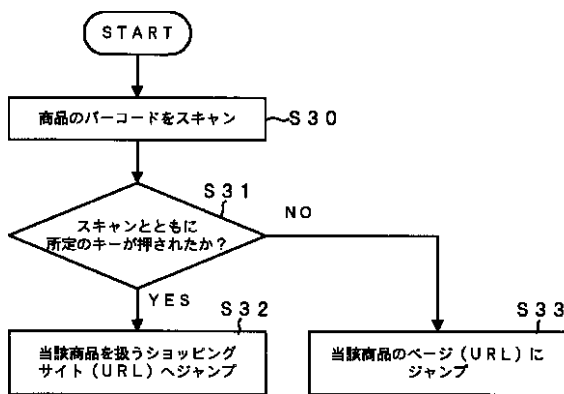 START
商品のバーコードをスキャン
S30
S31
スキャンとともに
所定のキーが押されたか？
NO
YES
S32
当該商品を扱うショッピング
サイト（URL）へジャンプ
S33
当該商品のページ（URL）に
ジャンプ